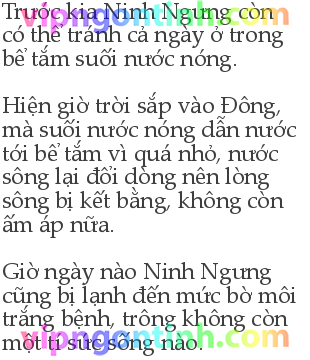 Trước kia Ninh Ngưng còn
vipngontinh.com
có thể tránh cả ngày ở trong
bể tắm suối nước nóng.
Hiện giờ trời sắp vào Đông,
mà suối nước nóng dẫn nước
tới bể tắm vì quá nhỏ, nước
sông lại đổi dòng nên lòng
sông bị kết băng, không còn
ấm áp nữa.
Giờ ngày nào Ninh Ngưng
cũng bị lạnh đến mức bờ môi
trắng bệnh, trông không còn
vipngontinh.com
một tí sức sống nào.